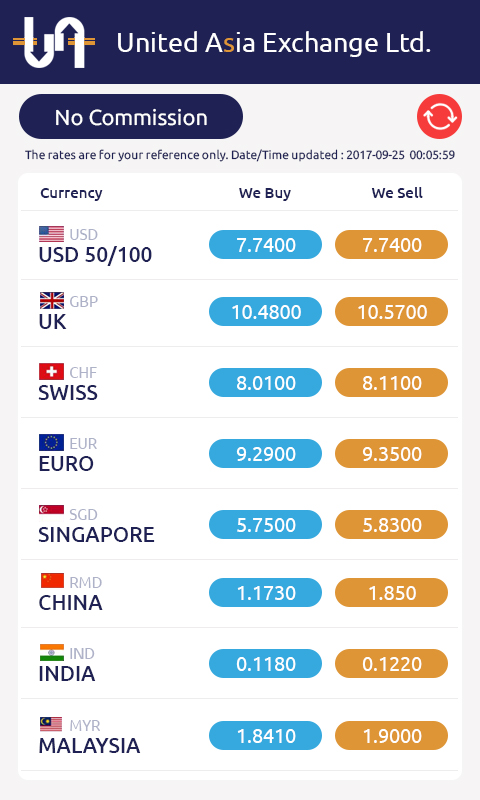 United Asia Exchange Ltd.
No Commission
The rates are for your reference only. Date/Time updated : 2017-09-25 00:05:59
Currency We Buy We Sell
USD
USD 50/100 7.7400 7.7400
GBP
UK 10.4800 10.5700
CHF
SWISS 8.0100 8.1100
EUR
EURO 9.2900 9.3500
SGD
SINGAPORE 5.7500 5.8300
RMD
CHINA 1.1730 1.850
IND
INDIA 0.1180 0.1220
MYR
MALAYSIA 1.8410 1.9000